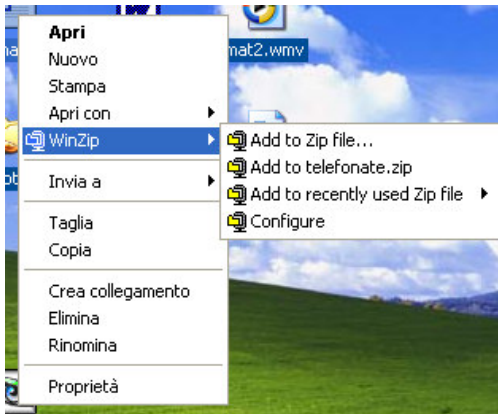 mat2.wmv
Apri
Nuovo
Stampa
Apri con
WinZip
Invia a
Taglia
Copia
Crea collegamento
Elimina
Rinomina
Proprietà
Add to Zip file...
Add to telefonate.zip
Add to recently used Zip file
Configure